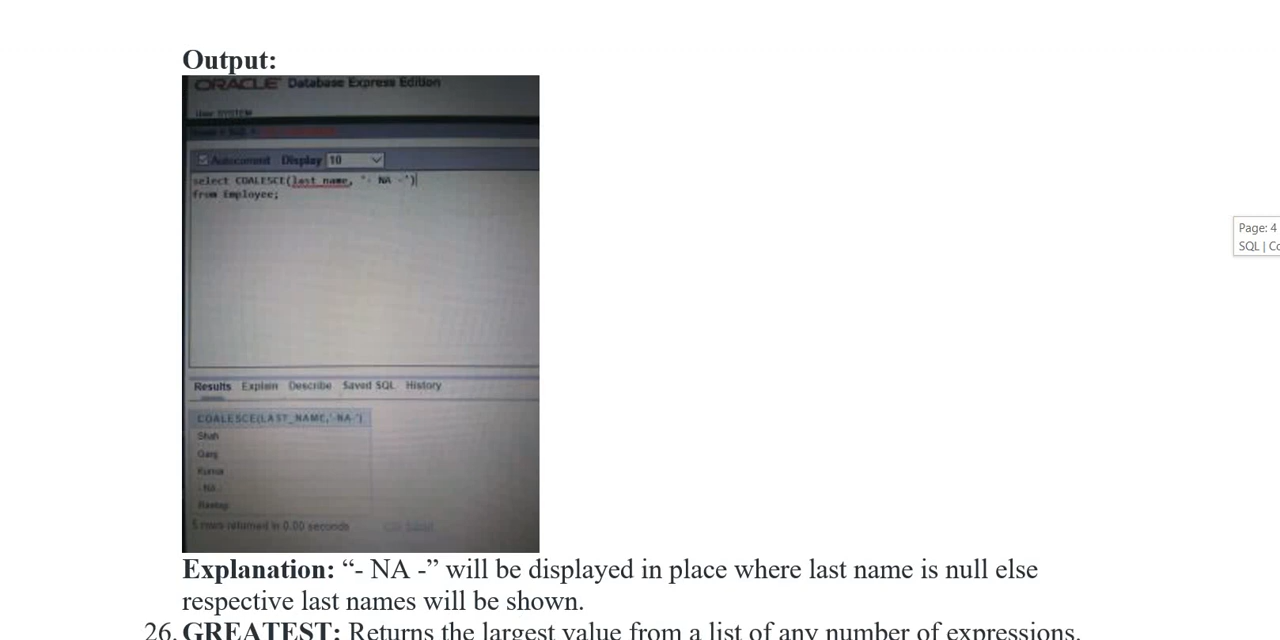 Output:
ORACLE Database Express Edition
User SYSTEM
Autocommit Display 10
select COALESCE(last_name, '- NA -')
from Employee;
Results Explain Describe Saved SQL History
COALESCE(LAST_NAME,'-NA-')
Shah
Garg
- NA -
5 rows returned in 0.00 seconds
Explanation: “- NA -” will be displayed in place where last name is null else
respective last names will be shown.
26. GREATEST: Returns the largest value from a list of any number of expressions.
Page: 4
SQL | Co